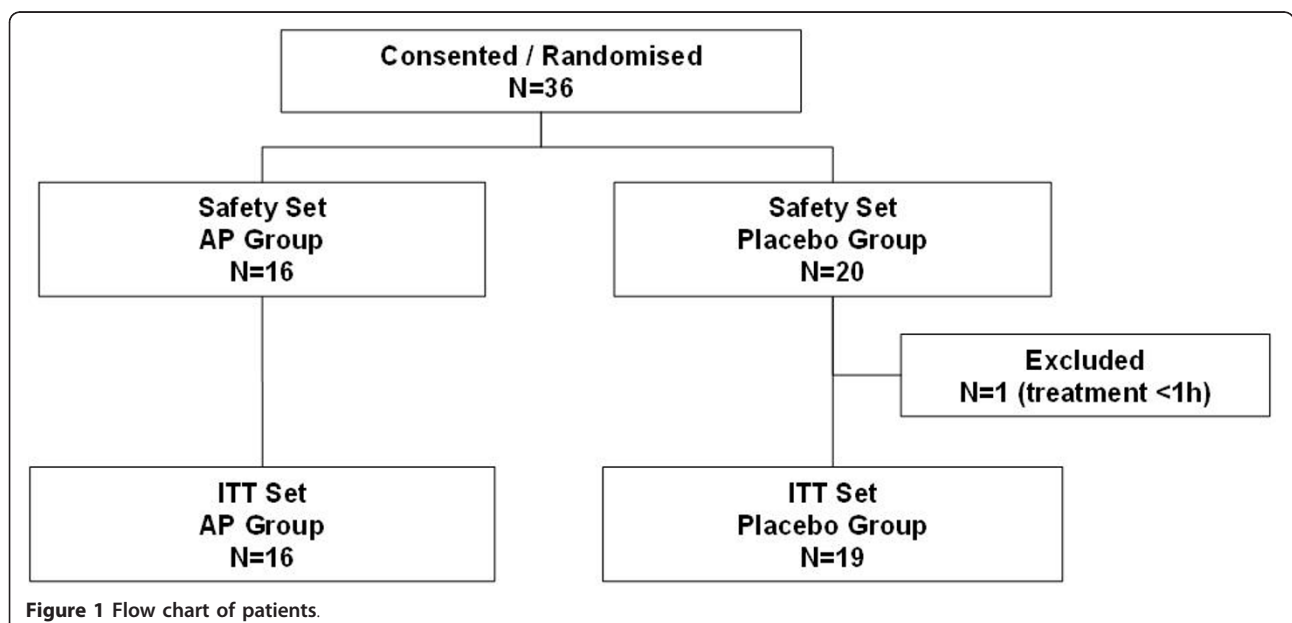 Consented / Randomised
N=36
Safety Set
AP Group
N=16
Safety Set
Placebo Group
N=20
Excluded
N=1 (treatment <1h)
ITT Set
AP Group
N=16
ITT Set
Placebo Group
N=19
Figure 1 Flow chart of patients.